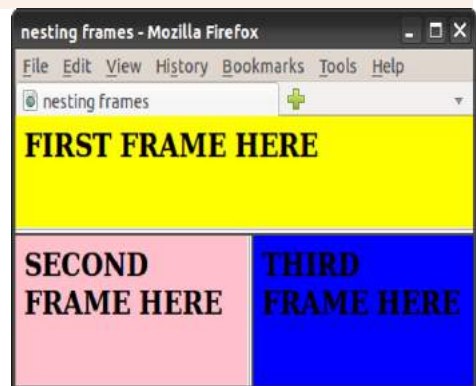 nesting frames - Mozilla Firefox
File Edit View History Bookmarks Tools Help
nesting frames
FIRST FRAME HERE
SECOND
FRAME HERE
THIRD
FRAME HERE